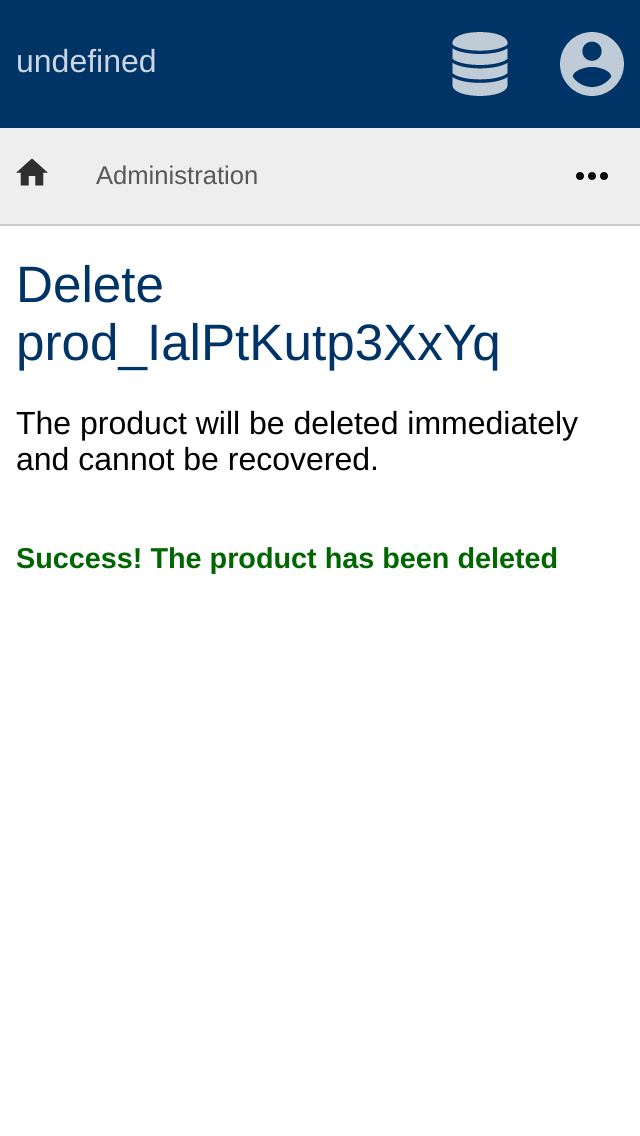 undefined
Administration
Delete
prod_IalPtKutp3XxYq
The product will be deleted immediately
and cannot be recovered.
Success! The product has been deleted